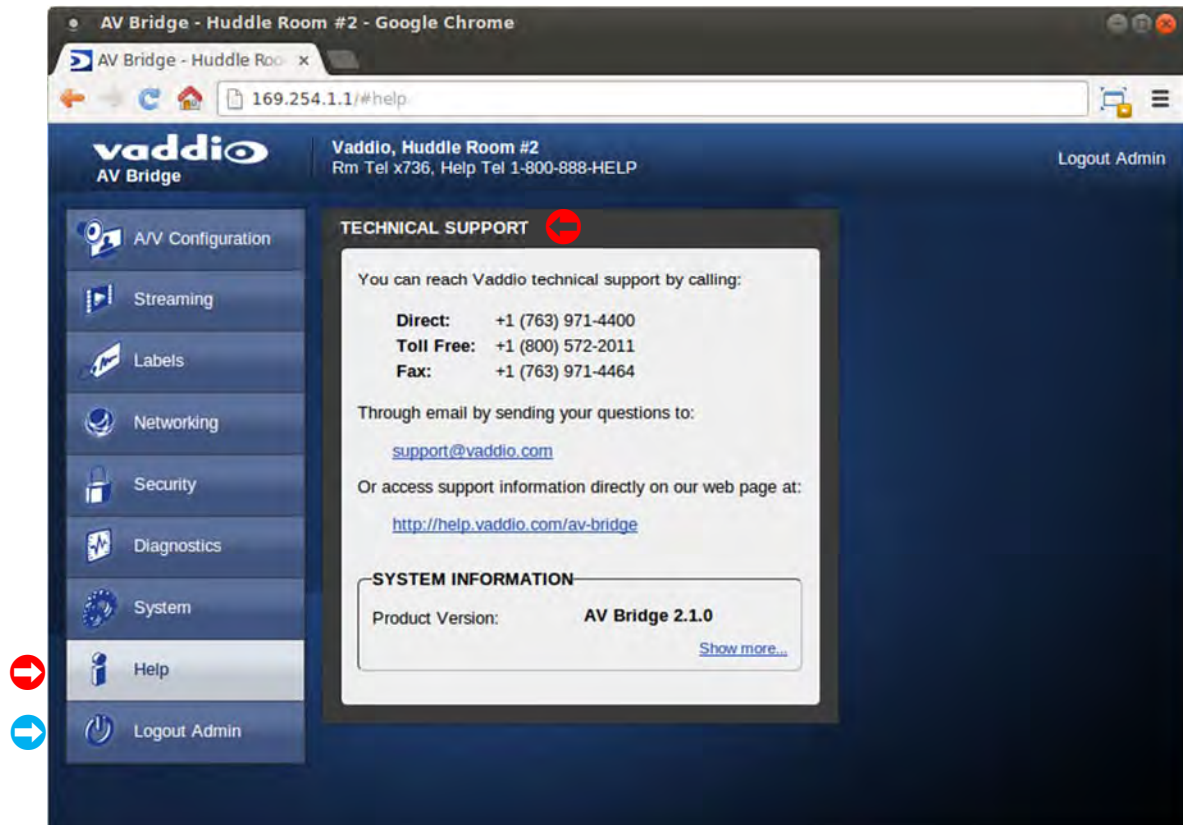 AV Bridge - Huddle Room #2 - Google Chrome
AV Bridge - Huddle Roo
169.254.1.1/#help
vaddio
AV Bridge
Vaddio, Huddle Room #2
Rm Tel x736, Help Tel 1-800-888-HELP
Logout Admin
A/V Configuration
Streaming
Labels
Networking
Security
Diagnostics
System
Help
Logout Admin
TECHNICAL SUPPORT
You can reach Vaddio technical support by calling:
Direct: +1 (763) 971-4400
Toll Free: +1 (800) 572-2011
Fax: +1 (763) 971-4464
Through email by sending your questions to:
support@vaddio.com
Or access support information directly on our web page at:
http://help.vaddio.com/av-bridge
SYSTEM INFORMATION
Product Version: AV Bridge 2.1.0
Show more...